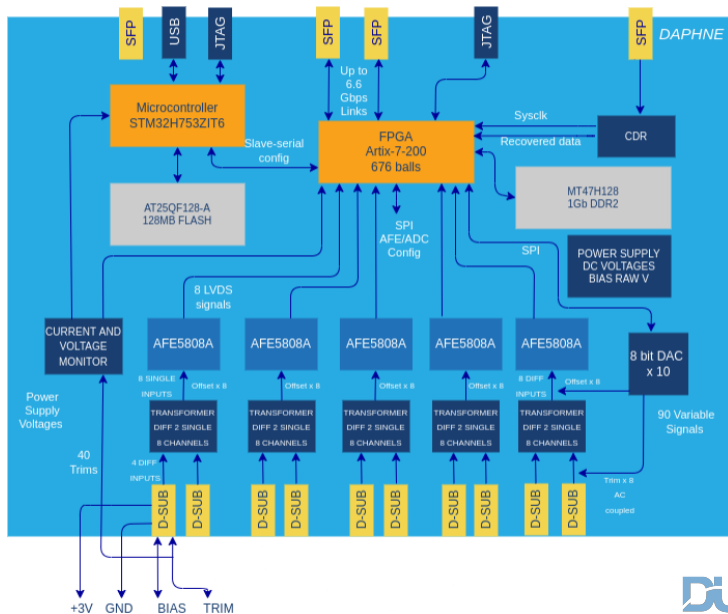 SFP
USB
JTAG
SFP
SFP
JTAG
SFP
DAPHNE
Microcontroller
STM32H753ZIT6
Up to
6.6
Gbps
Links
FPGA
Artix-7-200
676 balls
Sysclk
Recovered data
CDR
Slave-serial
config
AT25QF128-A
128MB FLASH
MT47H128
1Gb DDR2
SPI
AFE/ADC
Config
SPI
POWER SUPPLY
DC VOLTAGES
BIAS RAW V
8 LVDS
signals
CURRENT AND
VOLTAGE
MONITOR
AFE5808A
AFE5808A
AFE5808A
AFE5808A
AFE5808A
8 bit DAC
x 10
8 SINGLE
INPUTS
Offset x 8
Offset x 8
Offset x 8
Offset x 8
8 DIFF
INPUTS
Offset x 8
Power
Supply
Voltages
TRANSFORMER
DIFF 2 SINGLE
8 CHANNELS
TRANSFORMER
DIFF 2 SINGLE
8 CHANNELS
TRANSFORMER
DIFF 2 SINGLE
8 CHANNELS
TRANSFORMER
DIFF 2 SINGLE
8 CHANNELS
TRANSFORMER
DIFF 2 SINGLE
8 CHANNELS
90 Variable
Signals
40
Trims
4 DIFF
INPUTS
Trim x 8
AC
coupled
D-SUB
D-SUB
D-SUB
D-SUB
D-SUB
D-SUB
D-SUB
D-SUB
D-SUB
D-SUB
+3V
GND
BIAS
TRIM